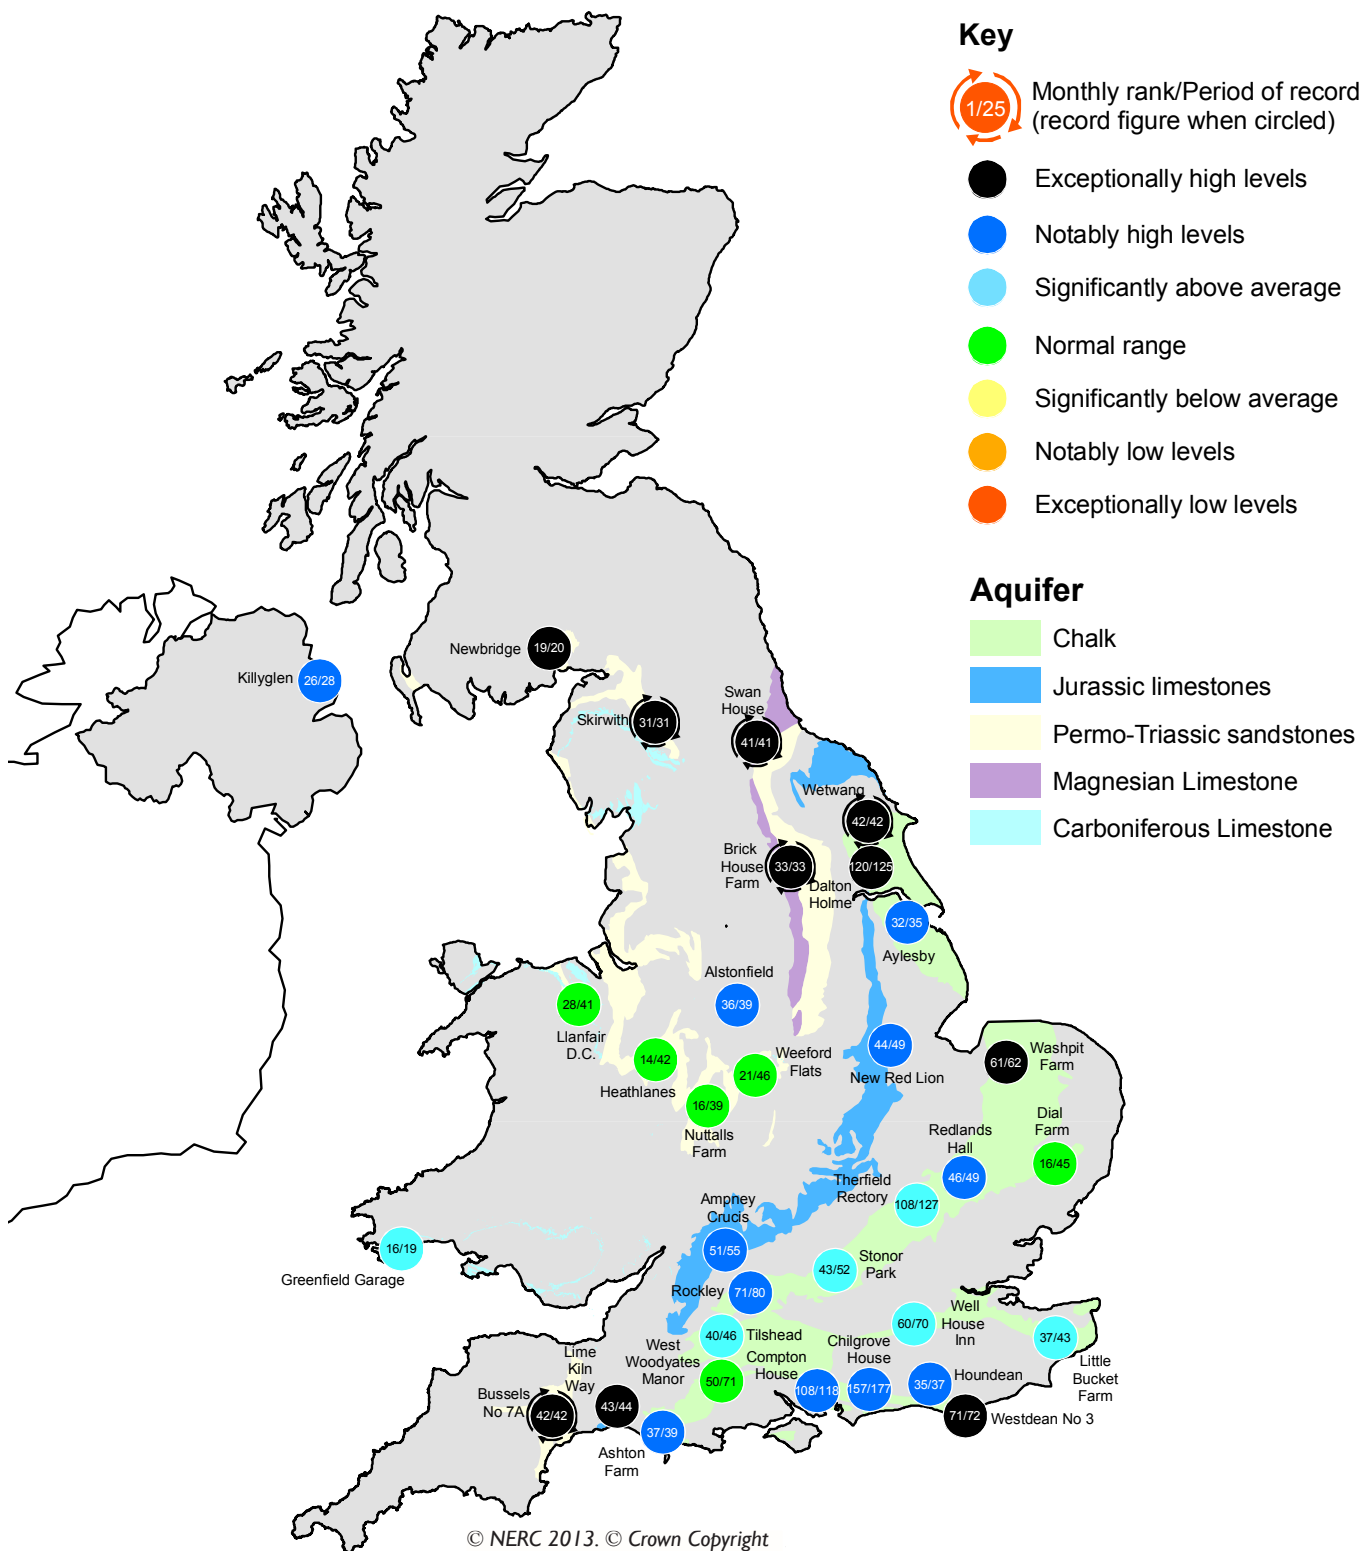 Key
1/25
Monthly rank/Period of record
(record figure when circled)
Exceptionally high levels
Notably high levels
Significantly above average
Normal range
Significantly below average
Notably low levels
Exceptionally low levels
Aquifer
Chalk
Jurassic limestones
Permo-Triassic sandstones
Magnesian Limestone
Carboniferous Limestone
Newbridge
19/20
Killyglen
26/28
Skirwith
31/31
Swan
House
41/41
Wetwang
42/42
Brick
House
Farm
33/33
Dalton
Holme
120/125
32/35
Aylesby
Alstonfield
36/39
28/41
Llanfair
D.C.
14/42
Heathlanes
21/46
Weeford
Flats
16/39
Nuttalls
Farm
44/49
New Red Lion
61/62
Washpit
Farm
Dial
Farm
16/45
Redlands
Hall
46/49
Therfield
Rectory
108/127
Ampney
Crucis
51/55
16/19
Greenfield Garage
Stonor
Park
43/52
Rockley
71/80
40/46
Tilshead
Well
House
Inn
60/70
37/43
Little
Bucket
Farm
West
Woodyates
Manor
50/71
Compton
House
108/118
Chilgrove
House
157/177
35/37
Houndean
71/72
Westdean No 3
Lime
Kiln
Way
43/44
Bussels
No 7A
42/42
37/39
Ashton
Farm
© NERC 2013. © Crown Copyright